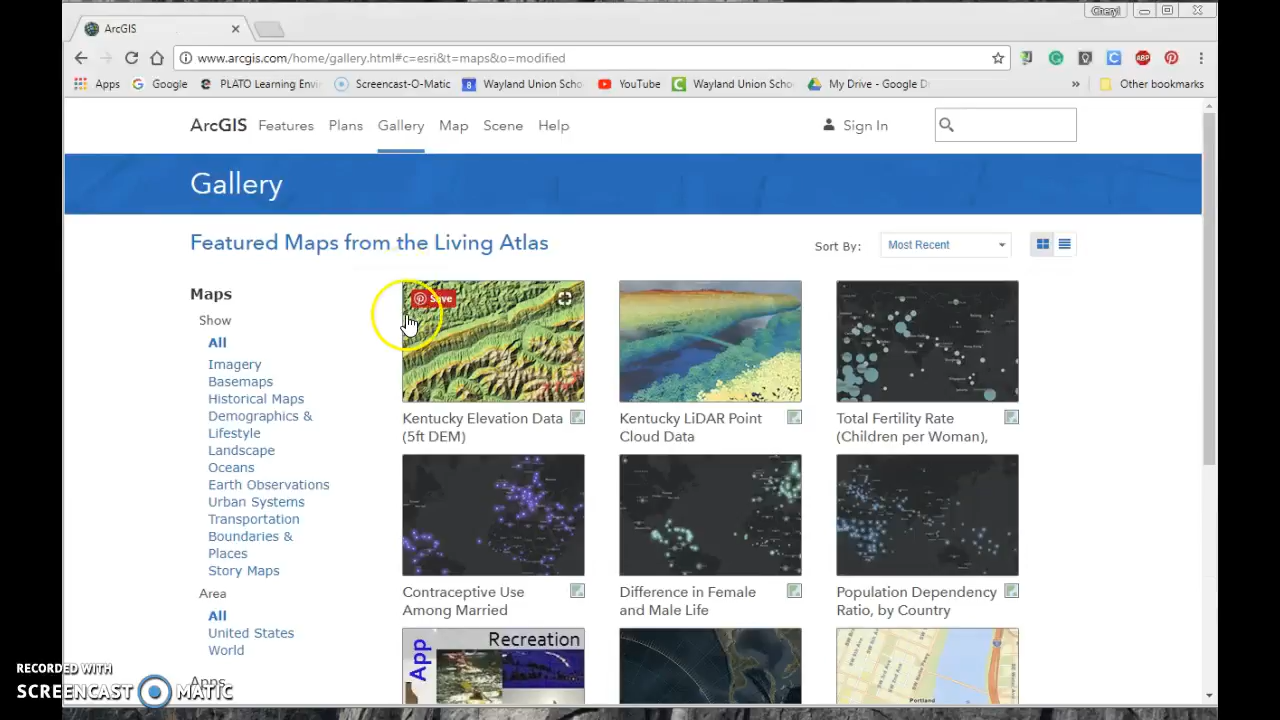 Cheryl
ArcGIS
www.arcgis.com/home/gallery.html#c=esri&t=maps&o=modified
Apps Google PLATO Learning Envi Screencast-O-Matic Wayland Union Scho YouTube Wayland Union Scho My Drive - Google D » Other bookmarks
ArcGIS Features Plans Gallery Map Scene Help Sign In
Gallery
Featured Maps from the Living Atlas
Sort By: Most Recent
Maps
Show
All
Imagery
Basemaps
Historical Maps
Demographics &
Lifestyle
Landscape
Oceans
Earth Observations
Urban Systems
Transportation
Boundaries &
Places
Story Maps
Area
All
United States
World
Apps
Save
Kentucky Elevation Data
(5ft DEM)
Kentucky LiDAR Point
Cloud Data
Total Fertility Rate
(Children per Woman),
Contraceptive Use
Among Married
Difference in Female
and Male Life
Population Dependency
Ratio, by Country
App
Recreation
Portland
RECORDED WITH
SCREENCAST MATIC